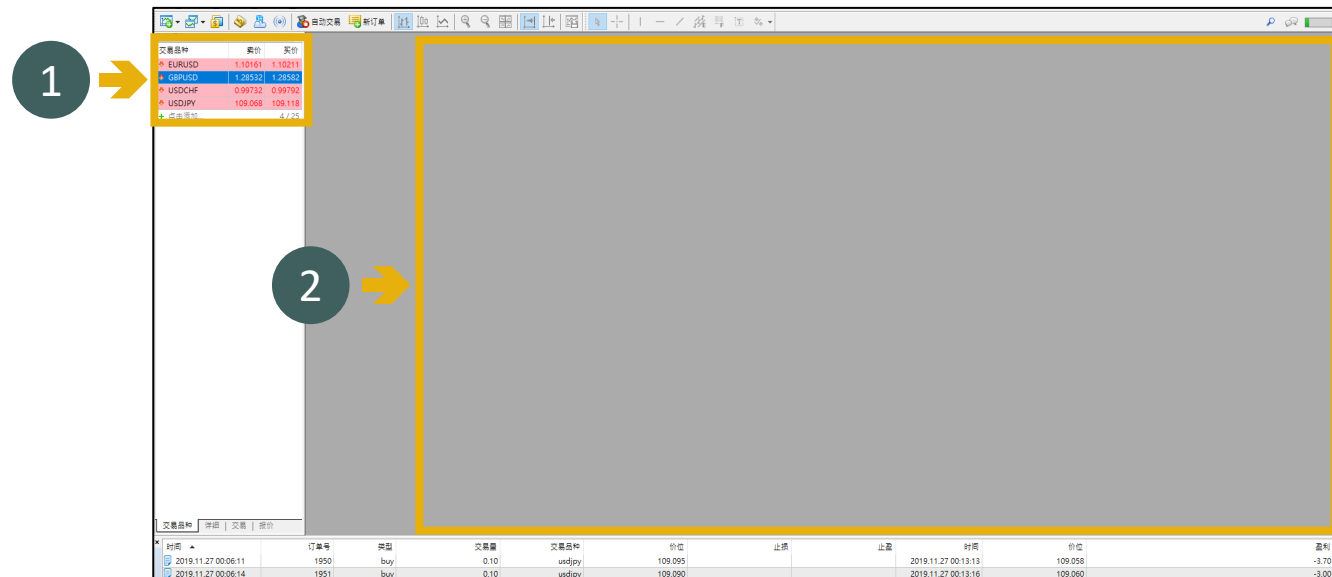 自动交易 新订单
交易品种 卖价 买价
EURUSD 1.10161 1.10211
1
GBPUSD 1.28532 1.28582
USDCHF 0.99732 0.99792
USDJPY 109.068 109.118
+ 点击添加... 4 / 25
2
交易品种 详细 | 交易 | 报价
时间 订单号 类型 交易量 交易品种 价位 止损 止盈 时间 价位 盈利
2019.11.27 00:06:11 1950 buy 0.10 usdjpy 109.095 2019.11.27 00:13:13 109.058 -3.70
2019.11.27 00:06:14 1951 buy 0.10 usdjpy 109.090 2019.11.27 00:13:16 109.060 -3.00